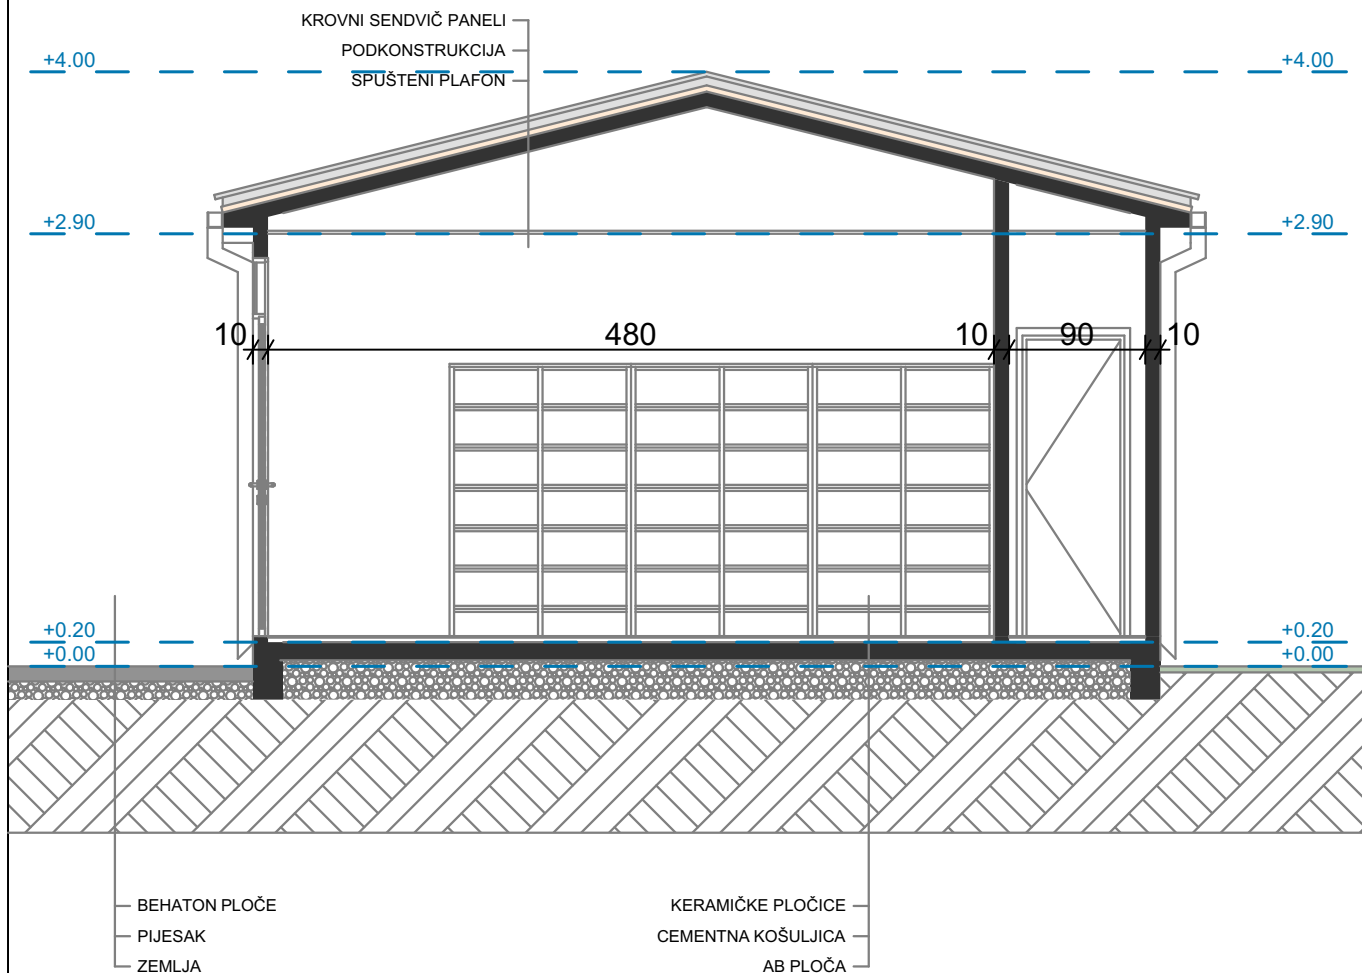 KROVNI SENDVIČ PANELI
PODKONSTRUKCIJA
SPUŠTENI PLAFON
+4.00 +4.00
+2.90 +2.90
10 480 10 90 10
+0.20 +0.20
+0.00 +0.00
BEHATON PLOČE
PIJESAK
ZEMLJA
KERAMIČKE PLOČICE
CEMENTNA KOŠULJICA
AB PLOČA